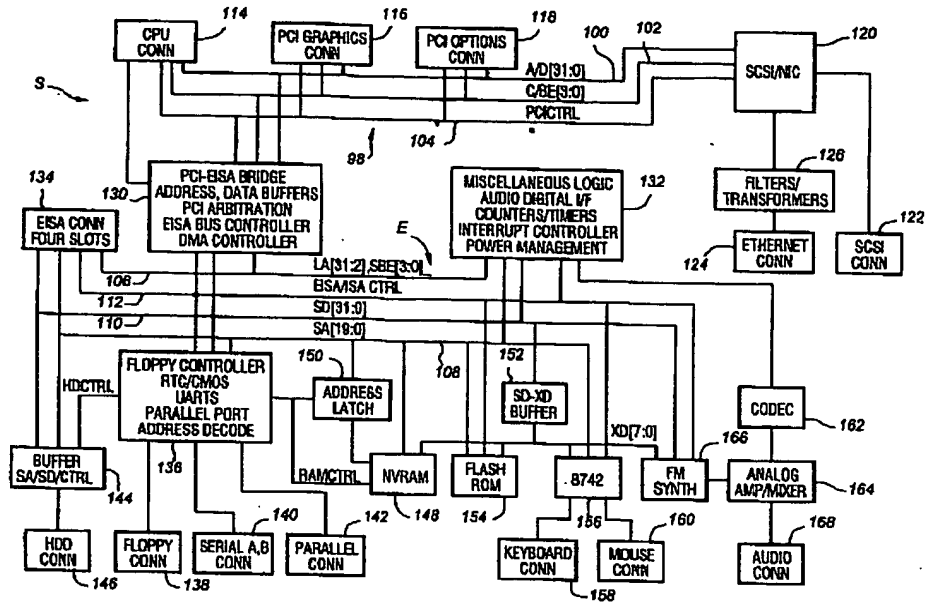 114
116
118
CPU
CONN
PCI GRAPHICS
CONN
PCI OPTIONS
CONN
100
102
120
SCSI/NIC
A/D[31:0]
C/BE[3:0]
PCICTRL
S
98
104
134
130
PCI-EISA BRIDGE
ADDRESS, DATA BUFFERS
PCI ARBITRATION
EISA BUS CONTROLLER
DMA CONTROLLER
MISCELLANEOUS LOGIC
AUDIO DIGITAL I/F
COUNTERS/TIMERS
INTERRUPT CONTROLLER
POWER MANAGEMENT
132
126
FILTERS/
TRANSFORMERS
EISA CONN
FOUR SLOTS
E
124
ETHERNET
CONN
SCSI
CONN
122
106
LA[31:2],SBE[3:0]
EISA/ISA CTRL
112
SD[31:0]
110
SA[19:0]
150
108
152
HDCTRL
FLOPPY CONTROLLER
RTC/CMOS
UARTS
PARALLEL PORT
ADDRESS DECODE
ADDRESS
LATCH
SD-XD
BUFFER
CODEC
162
XD[7:0]
166
136
BUFFER
SA/SD/CTRL
144
RAMCTRL
NVRAM
148
FLASH
ROM
154
8742
156
FM
SYNTH
ANALOG
AMP/MIXER
164
140
142
160
168
HDD
CONN
146
FLOPPY
CONN
138
SERIAL A,B
CONN
PARALLEL
CONN
KEYBOARD
CONN
158
MOUSE
CONN
AUDIO
CONN